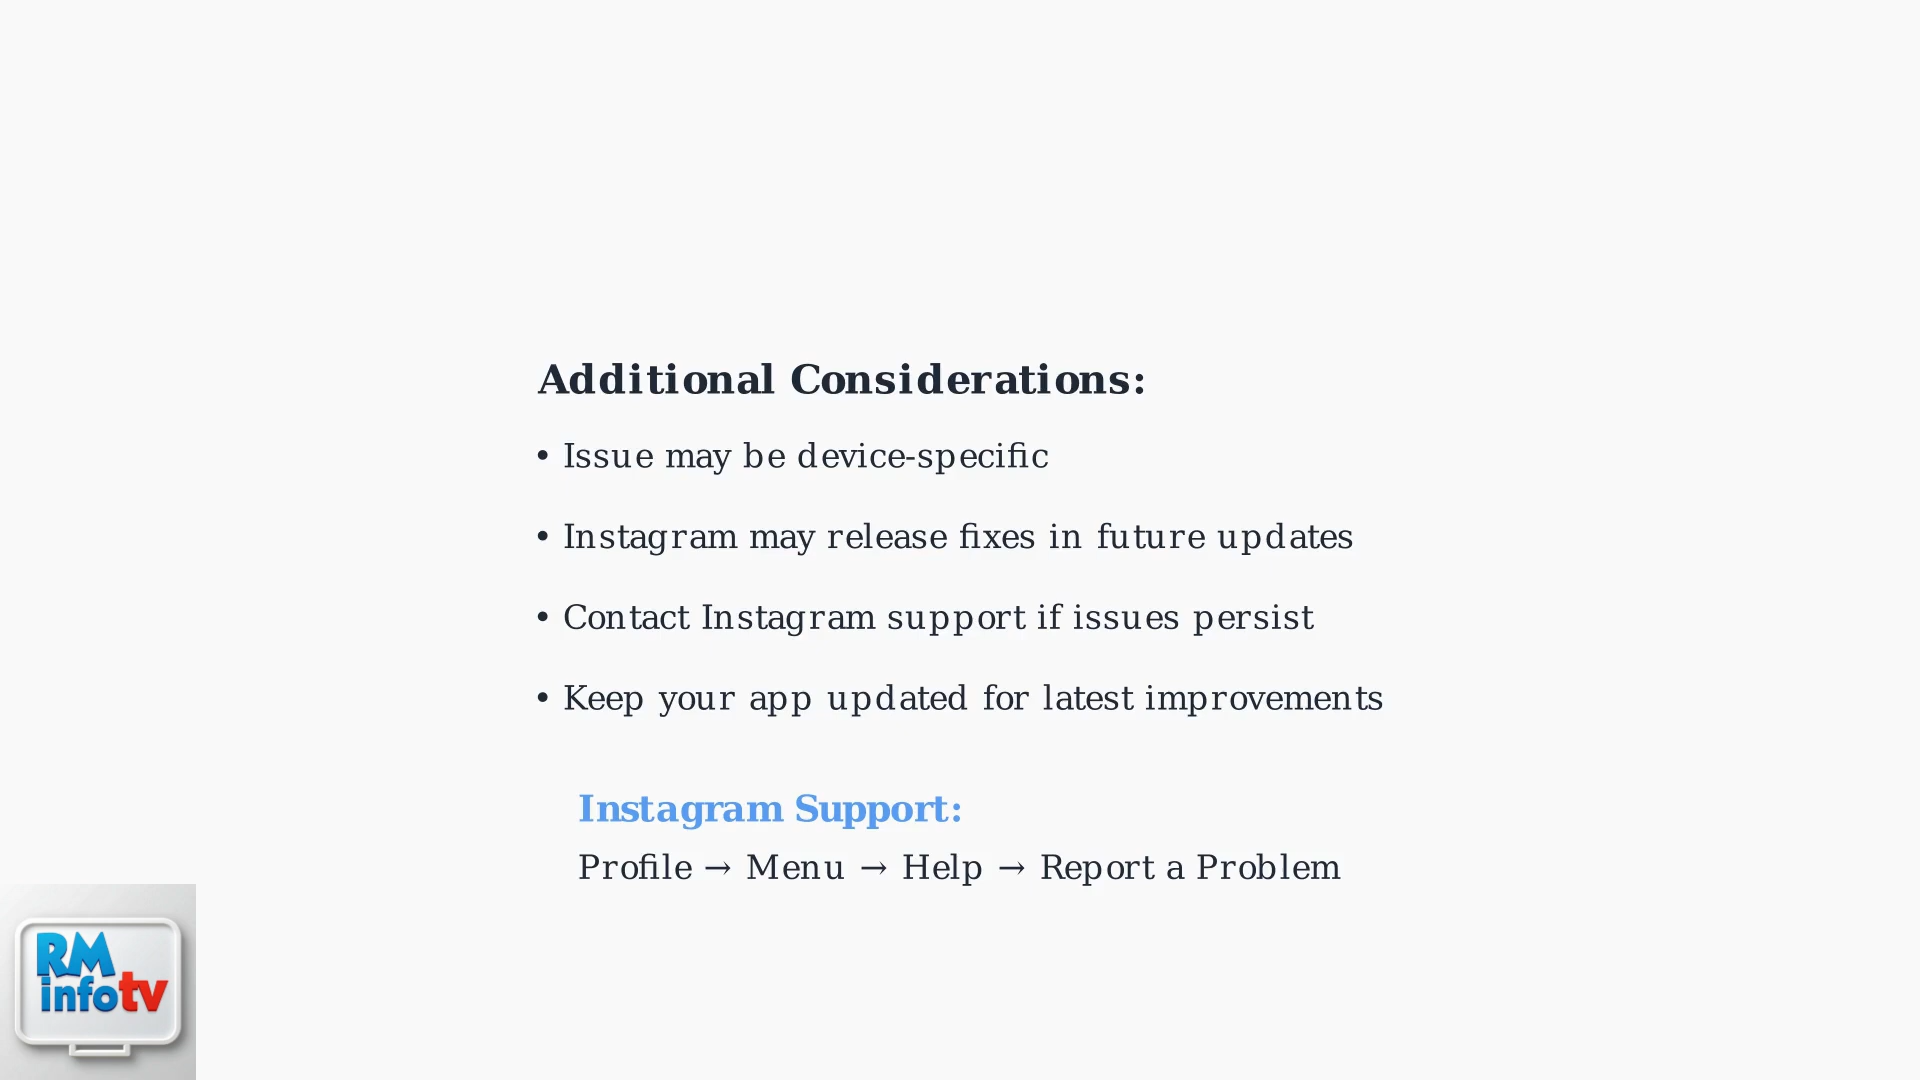 Additional Considerations:
• Issue may be device-specific
• Instagram may release fixes in future updates
• Contact Instagram support if issues persist
• Keep your app updated for latest improvements
Instagram Support:
Profile → Menu → Help → Report a Problem
RM
infotv